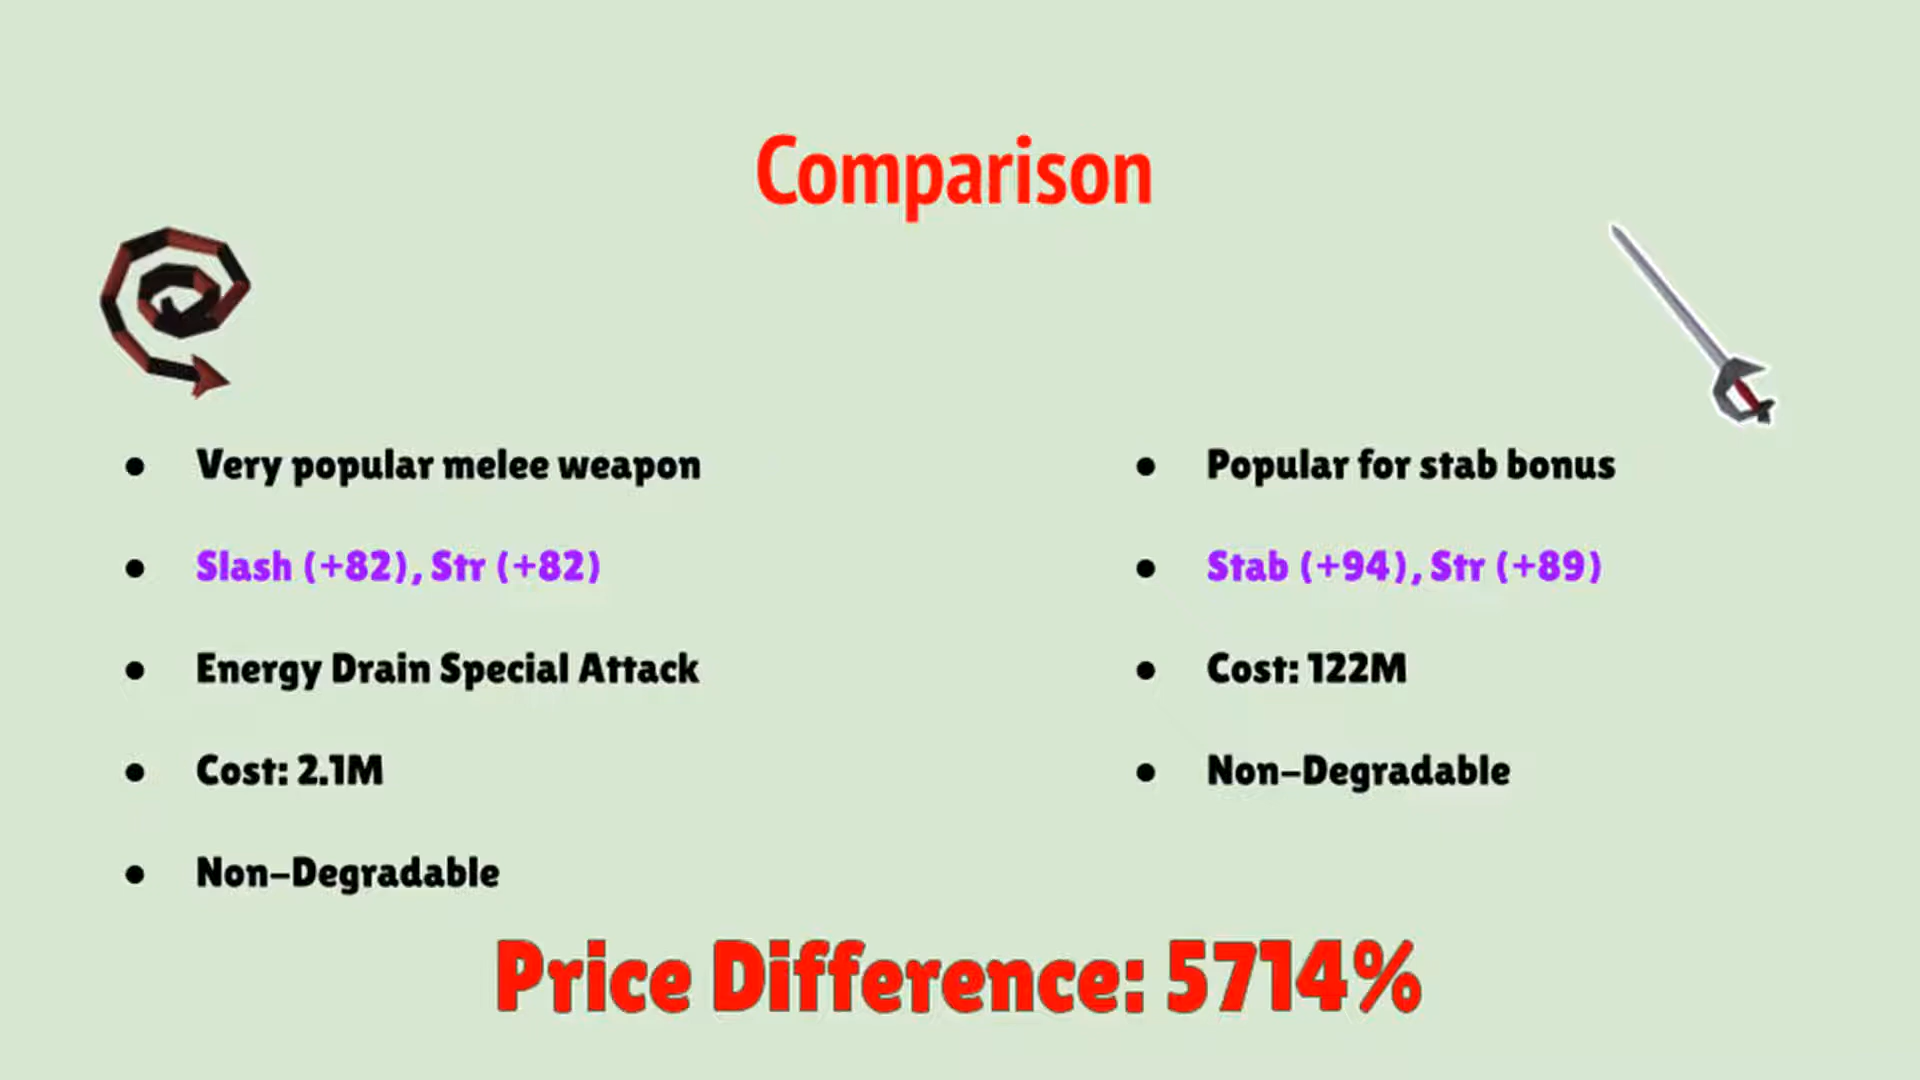 Comparison
● Very popular melee weapon
● Slash (+82), Str (+82)
● Energy Drain Special Attack
● Cost: 2.1M
● Non-Degradable
● Popular for stab bonus
● Stab (+94), Str (+89)
● Cost: 122M
● Non-Degradable
Price Difference: 5714%